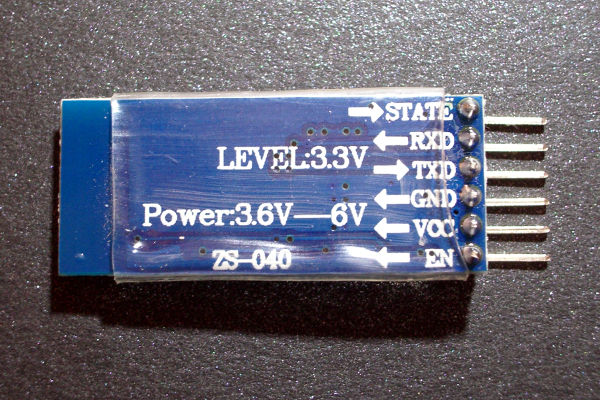 STATE
RXD
LEVEL:3.3V
TXD
GND
Power:3.6V—6V
VCC
ZS-040
EN